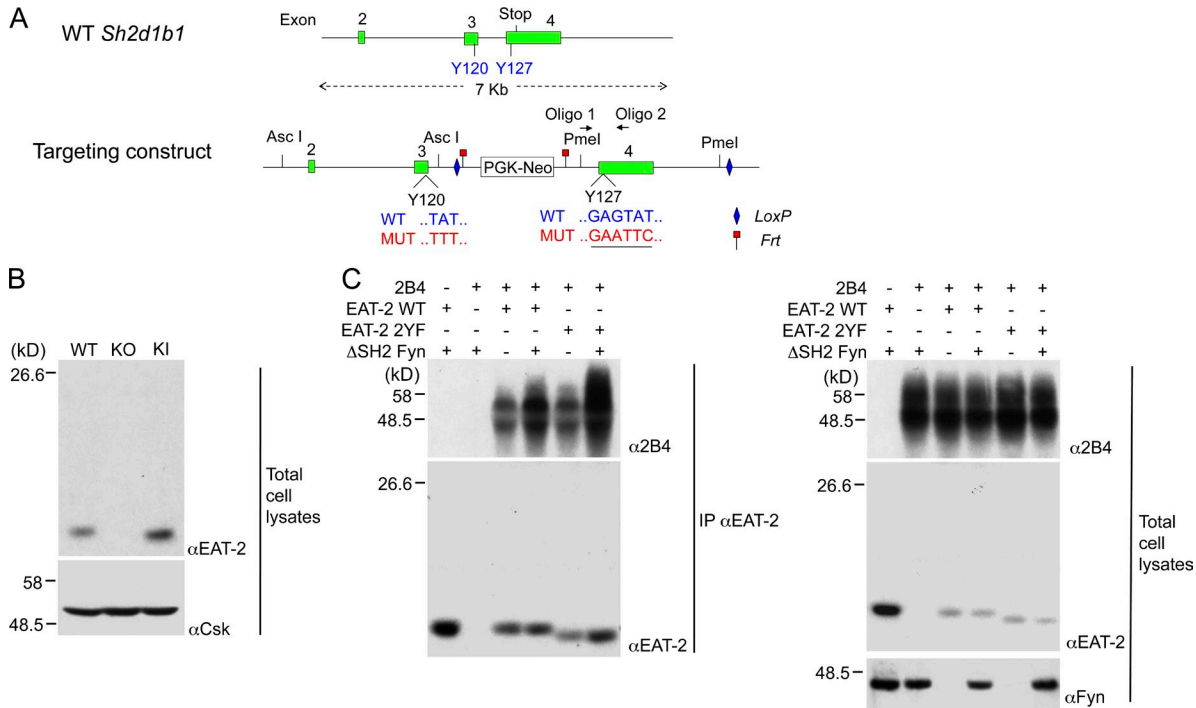 A
WT Sh2d1b1
Exon
2
3
Stop
4
Y120
Y127
7 Kb
Targeting construct
Asc I
2
3
Asc I
PGK-Neo
Oligo 1
Oligo 2
PmeI
4
PmeI
Y120
WT ..TAT..
MUT ..TTT..
Y127
WT ..GAGTAT..
MUT ..GAATTC..
LoxP
Frt
B
(kD)
WT KO KI
26.6
αEAT-2
58
48.5
αCsk
Total
cell
lysates
C
2B4 - + + + + +
EAT-2 WT + - + + - -
EAT-2 2YF - - - - + +
ΔSH2 Fyn + + - + - +
(kD)
58
48.5
α2B4
26.6
αEAT-2
IP αEAT-2
2B4 - + + + + +
EAT-2 WT + - + + - -
EAT-2 2YF - - - - + +
ΔSH2 Fyn + + - + - +
(kD)
58
48.5
α2B4
26.6
αEAT-2
48.5
αFyn
Total
cell
lysates